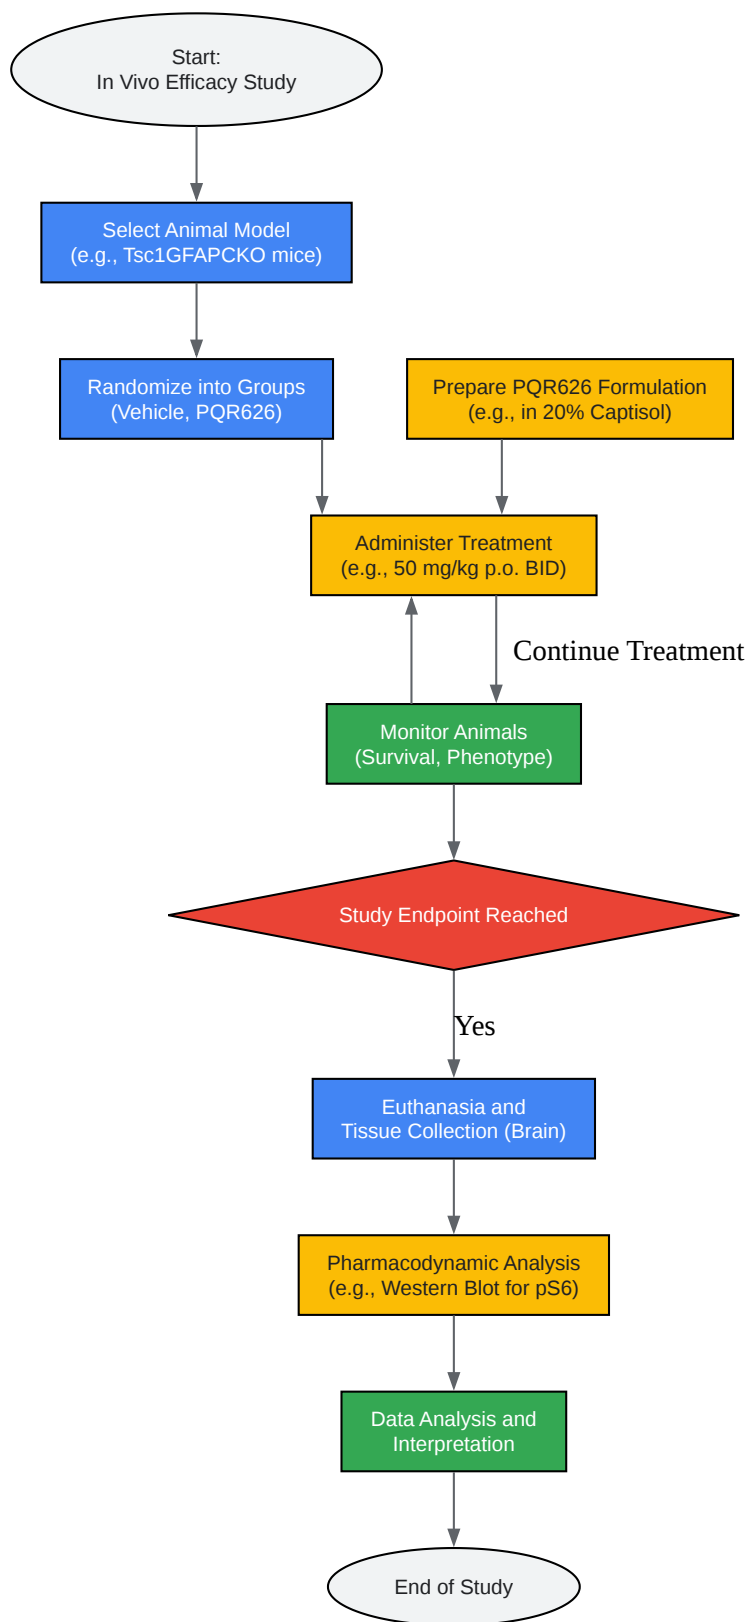 Start:
In Vivo Efficacy Study
Select Animal Model
(e.g., Tsc1GFAPCKO mice)
Randomize into Groups
(Vehicle, PQR626)
Prepare PQR626 Formulation
(e.g., in 20% Captisol)
Administer Treatment
(e.g., 50 mg/kg p.o. BID)
Continue Treatment
Monitor Animals
(Survival, Phenotype)
Study Endpoint Reached
Yes
Euthanasia and
Tissue Collection (Brain)
Pharmacodynamic Analysis
(e.g., Western Blot for pS6)
Data Analysis and
Interpretation
End of Study